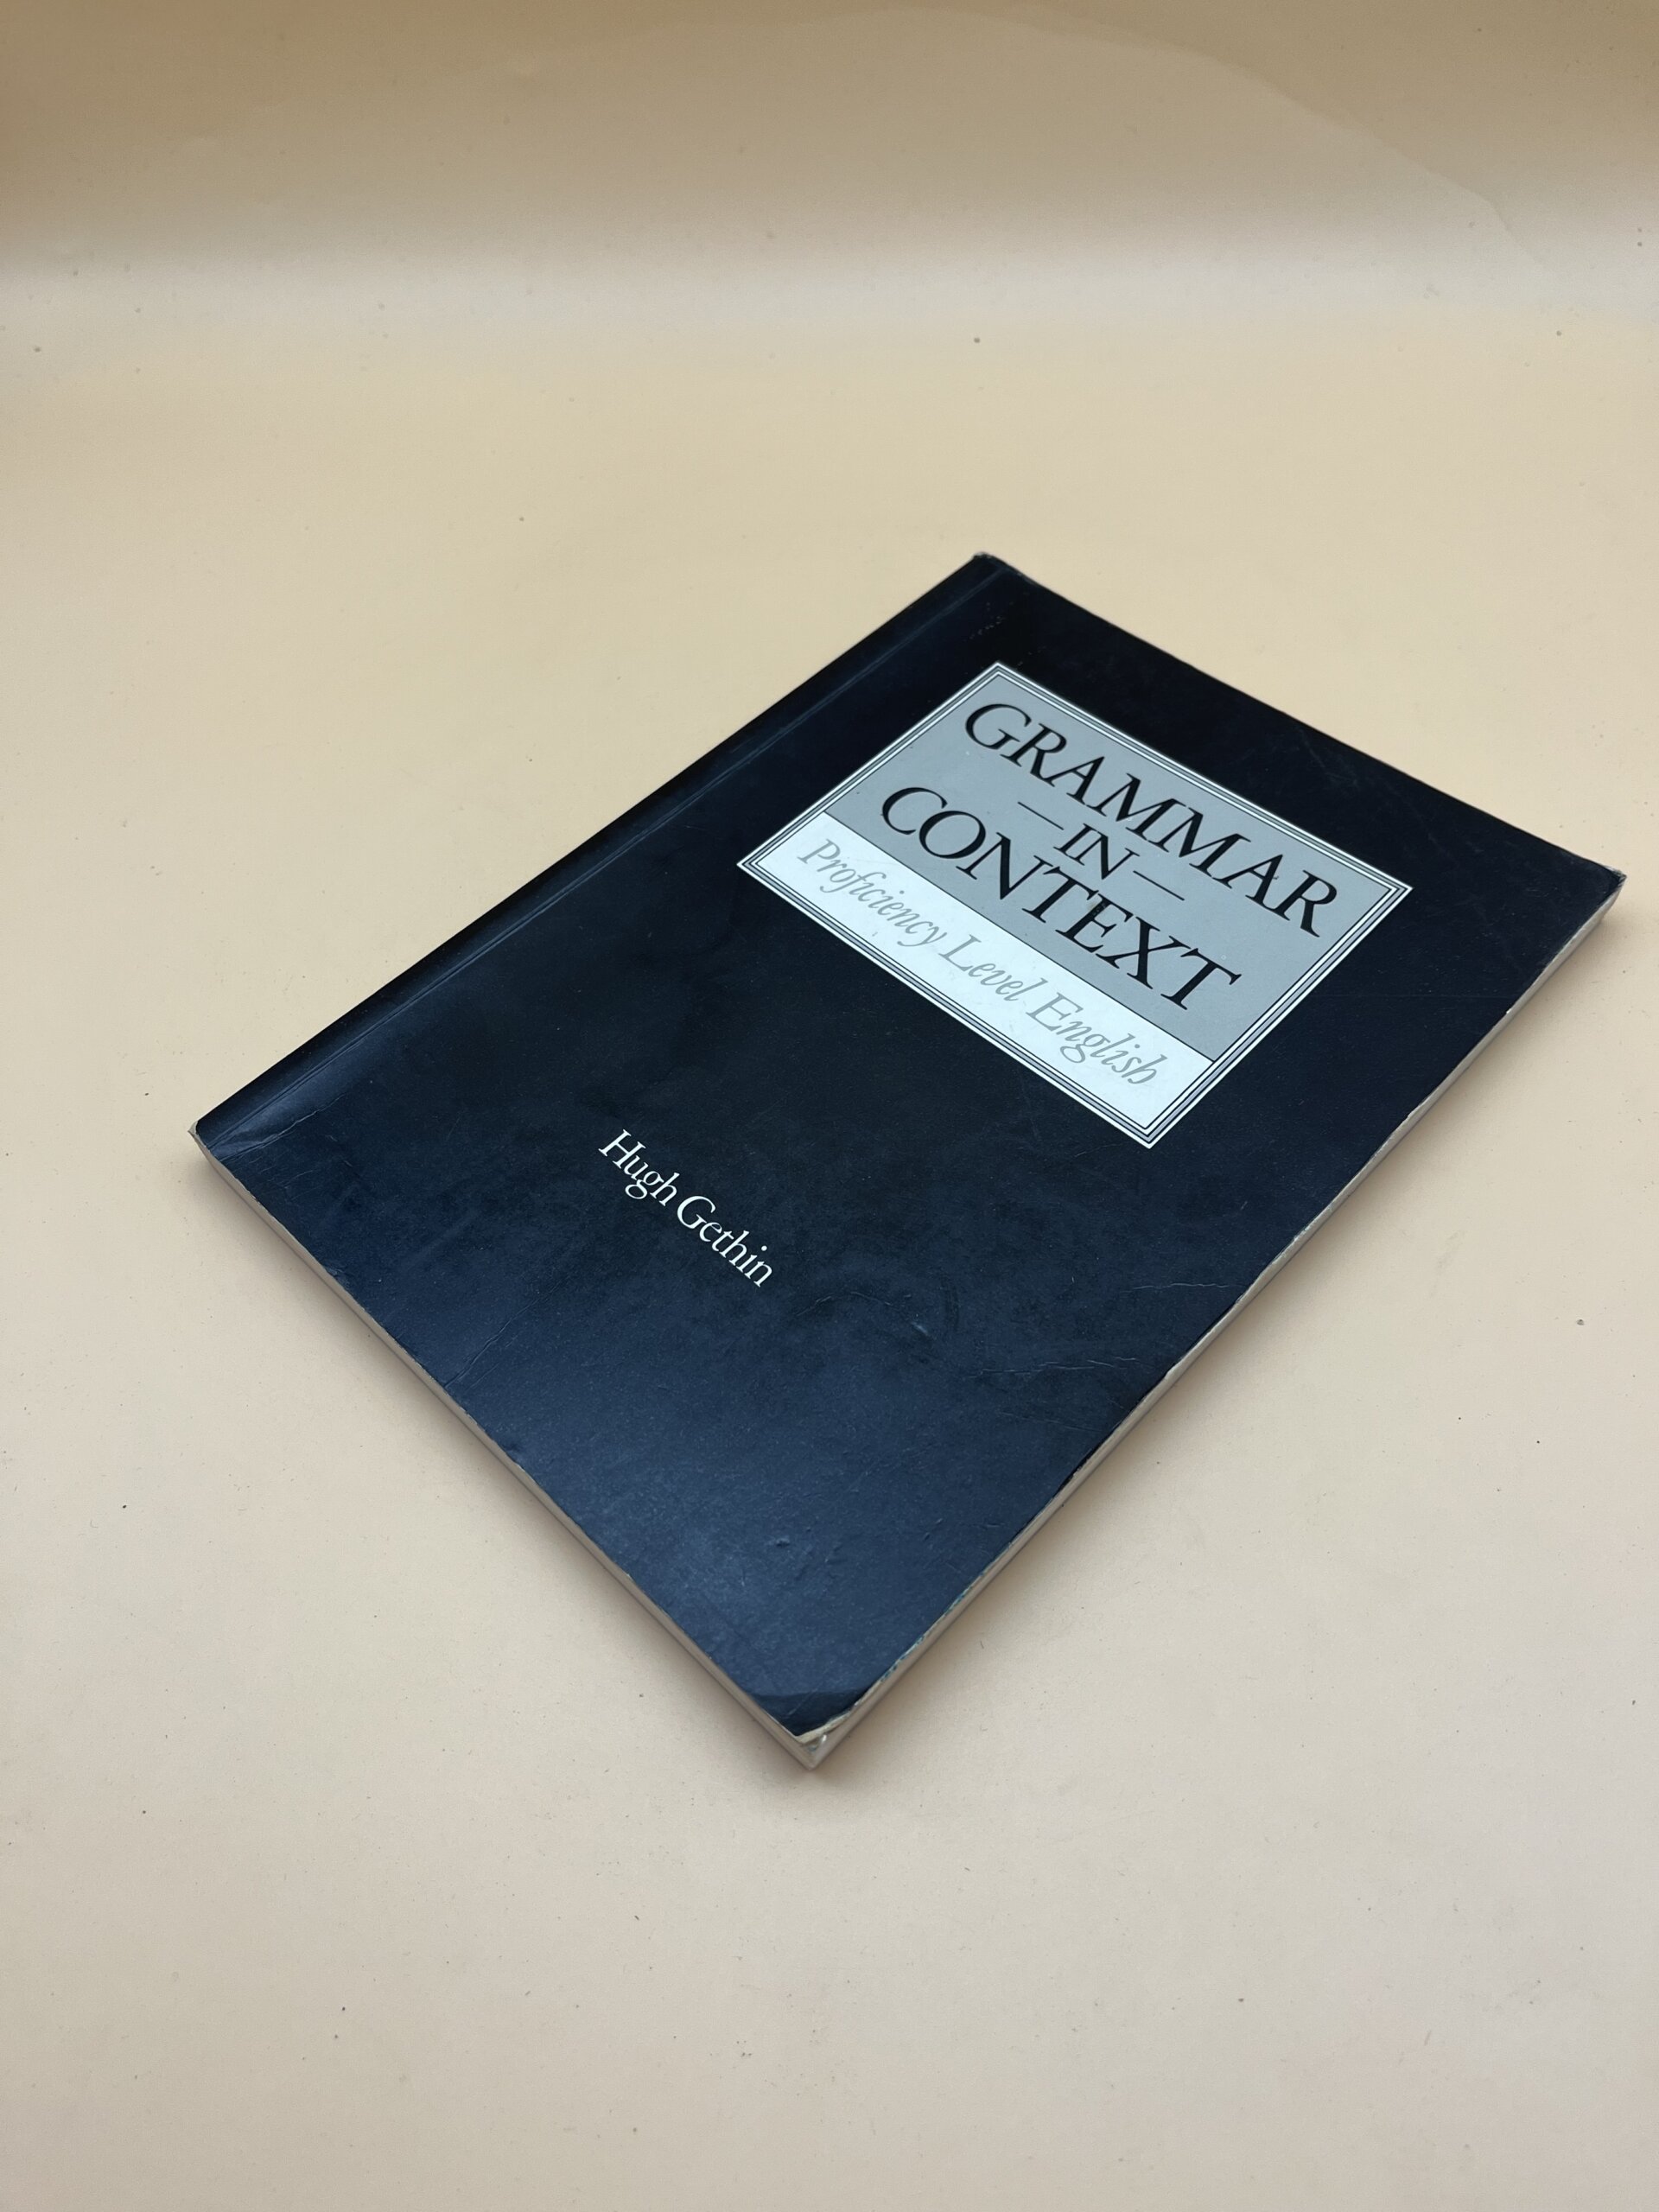 GRAMMAR
— IN —
CONTEXT
Proficiency Level English
Hugh Gethin